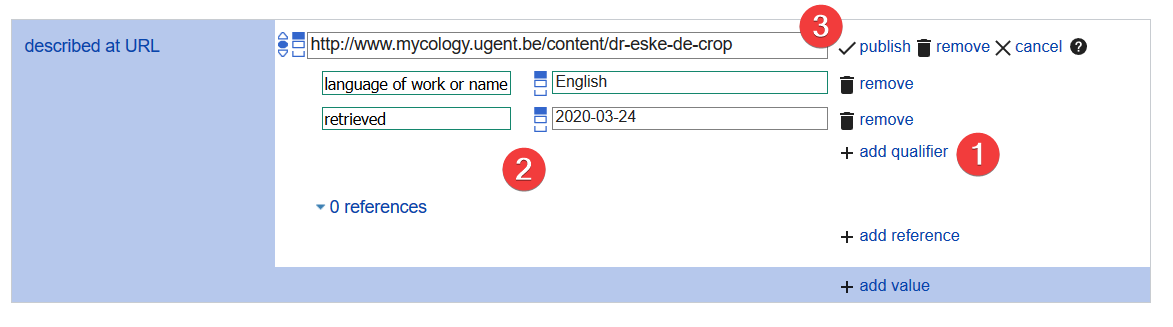 3
described at URL
http://www.mycology.ugent.be/content/dr-eske-de-crop
publish remove cancel ?
language of work or name English remove
retrieved 2020-03-24 remove
+ add qualifier 1
2
0 references
+ add reference
+ add value